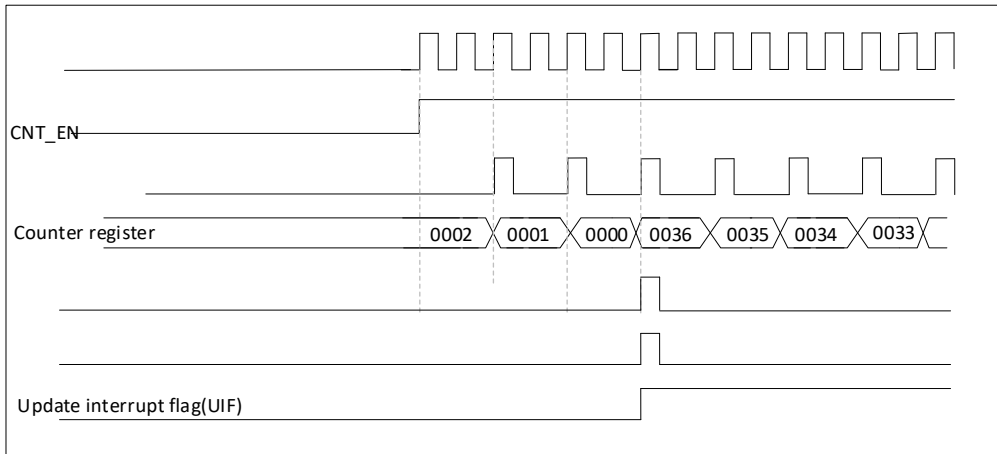 CNT_EN
Counter register 0002 0001 0000 0036 0035 0034 0033
Update interrupt flag(UIF)